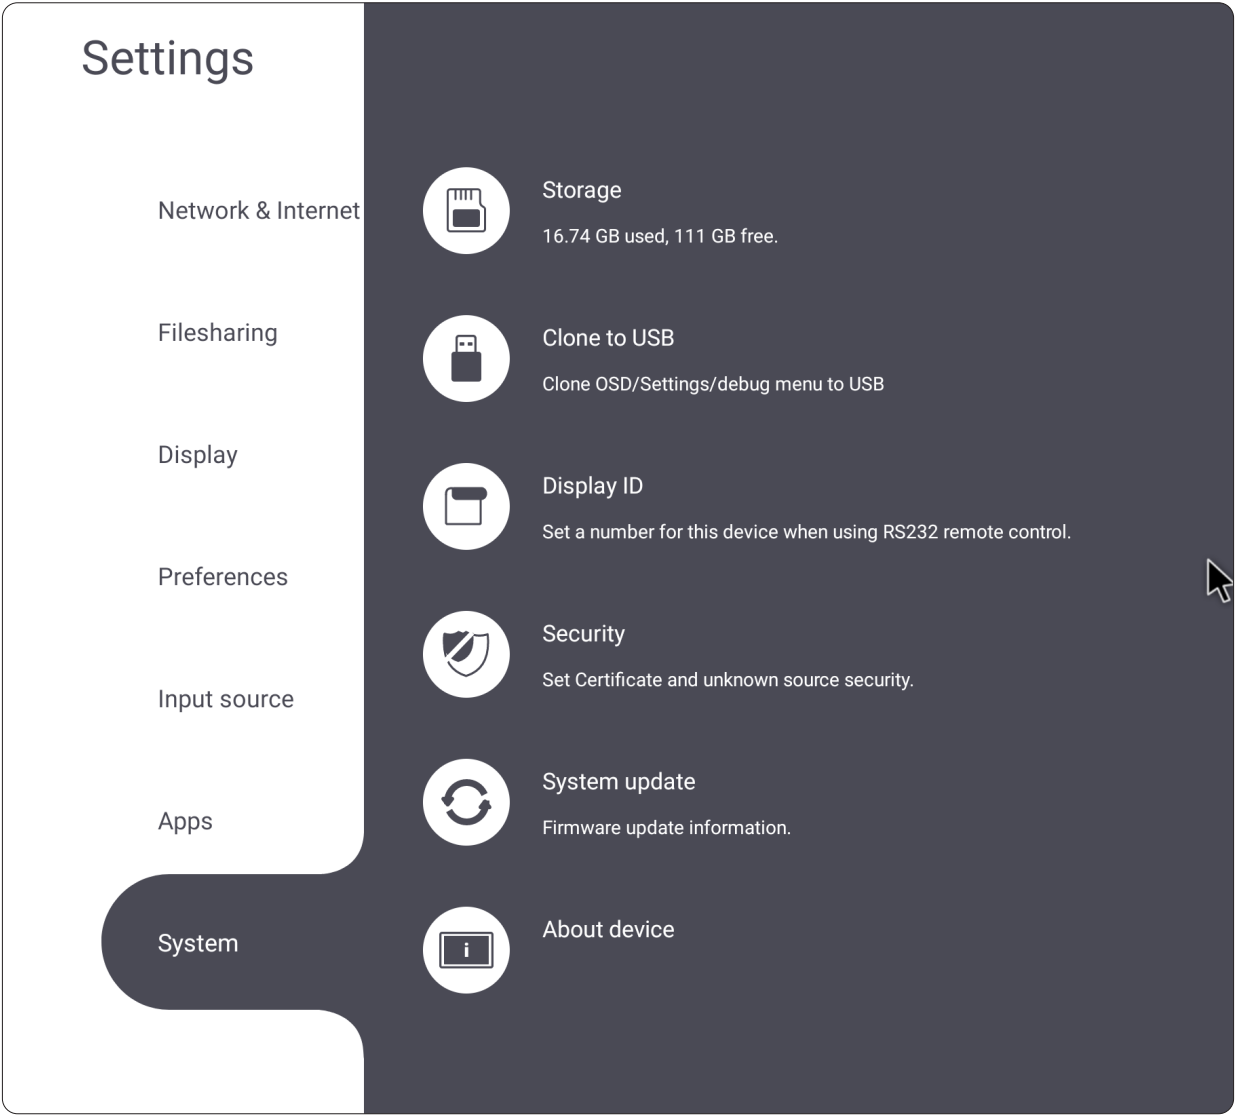 Settings
Network & Internet
Filesharing
Display
Preferences
Input source
Apps
System
Storage
16.74 GB used, 111 GB free.
Clone to USB
Clone OSD/Settings/debug menu to USB
Display ID
Set a number for this device when using RS232 remote control.
Security
Set Certificate and unknown source security.
System update
Firmware update information.
About device
i